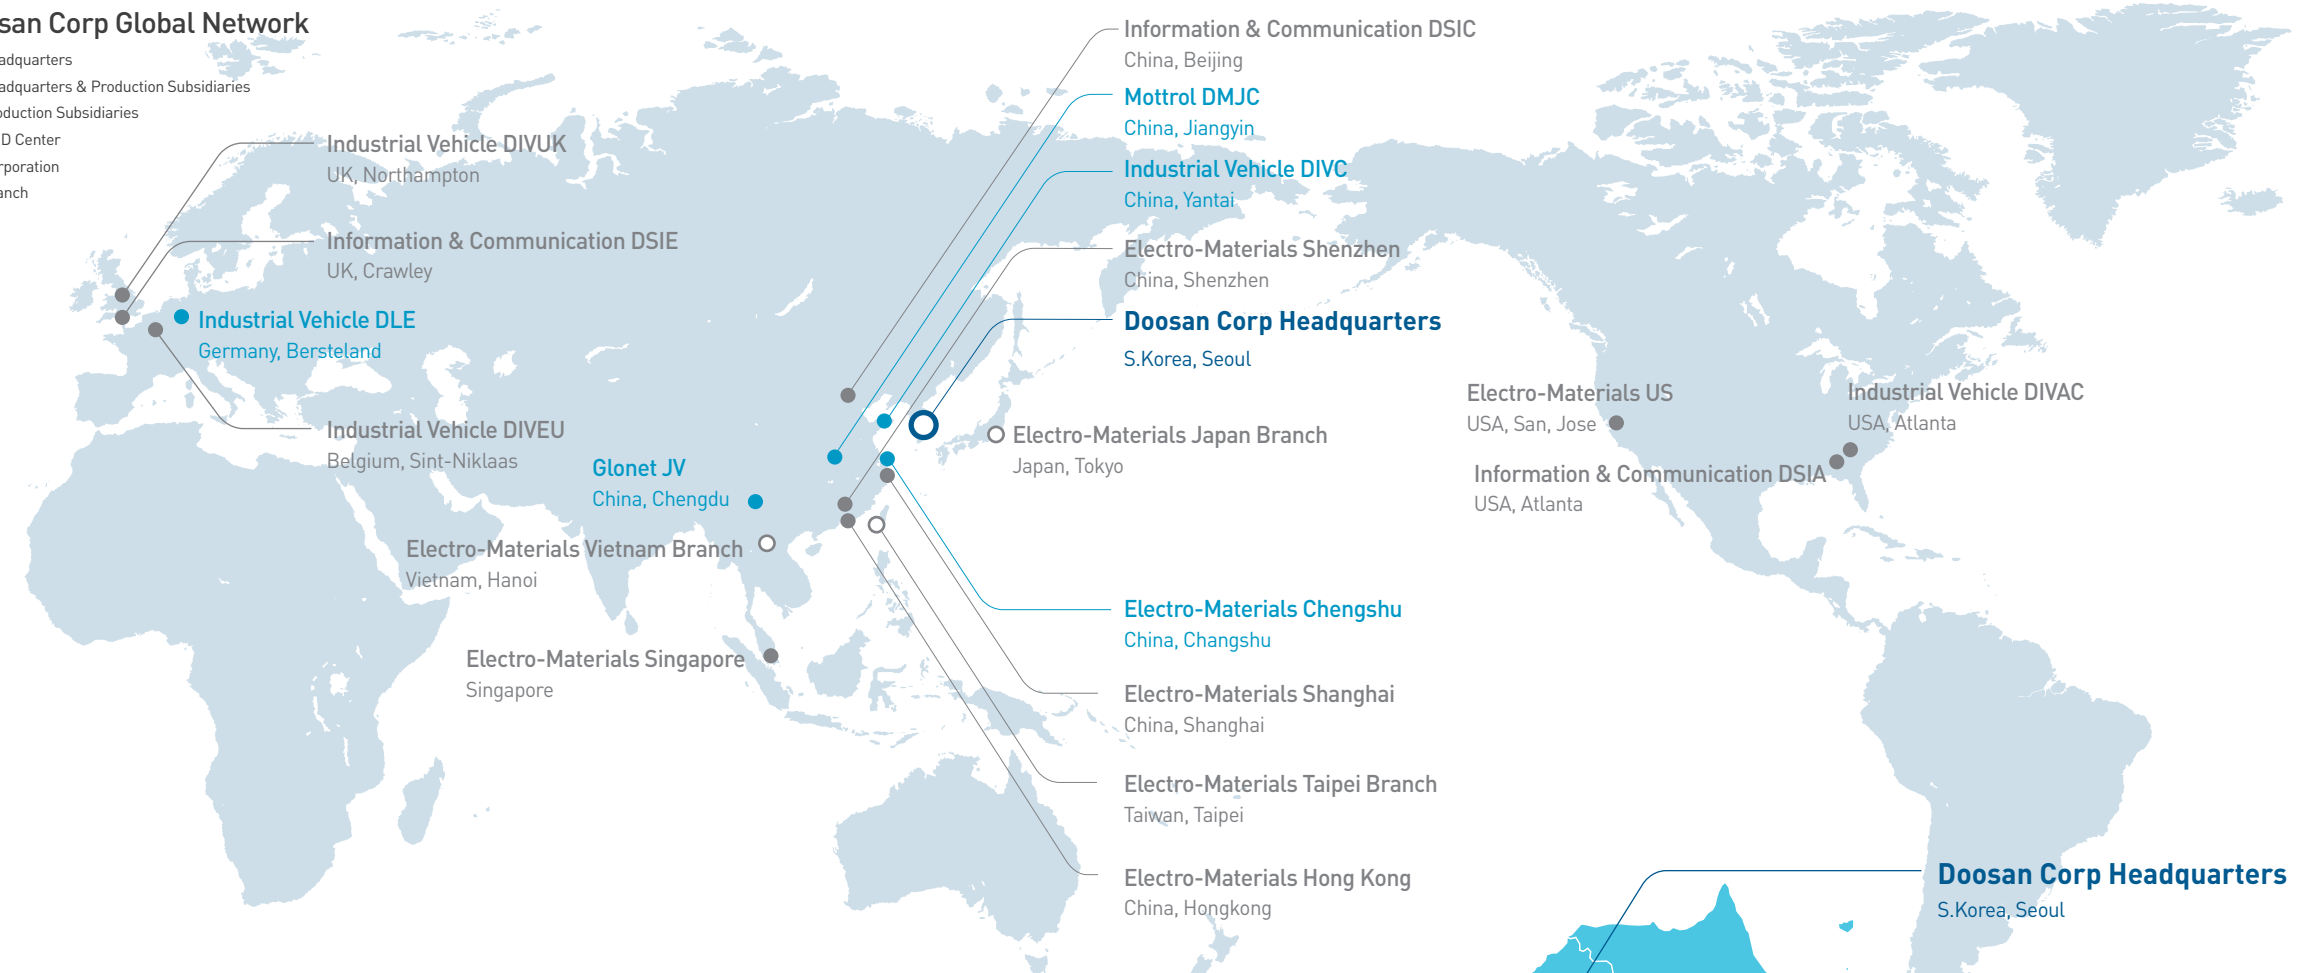 san Corp Global Network
adquarters
adquarters & Production Subsidiaries
oduction Subsidiaries
D Center
rporation
anch
Industrial Vehicle DIVUK
UK, Northampton
Information & Communication DSIE
UK, Crawley
Industrial Vehicle DLE
Germany, Bersteland
Industrial Vehicle DIVEU
Belgium, Sint-Niklaas
Glonet JV
China, Chengdu
Electro-Materials Vietnam Branch
Vietnam, Hanoi
Electro-Materials Singapore
Singapore
Information & Communication DSIC
China, Beijing
Mottrol DMJC
China, Jiangyin
Industrial Vehicle DIVC
China, Yantai
Electro-Materials Shenzhen
China, Shenzhen
Doosan Corp Headquarters
S.Korea, Seoul
Electro-Materials Japan Branch
Japan, Tokyo
Electro-Materials Chengshu
China, Changshu
Electro-Materials Shanghai
China, Shanghai
Electro-Materials Taipei Branch
Taiwan, Taipei
Electro-Materials Hong Kong
China, Hongkong
Electro-Materials US
USA, San, Jose
Industrial Vehicle DIVAC
USA, Atlanta
Information & Communication DSIA
USA, Atlanta
Doosan Corp Headquarters
S.Korea, Seoul